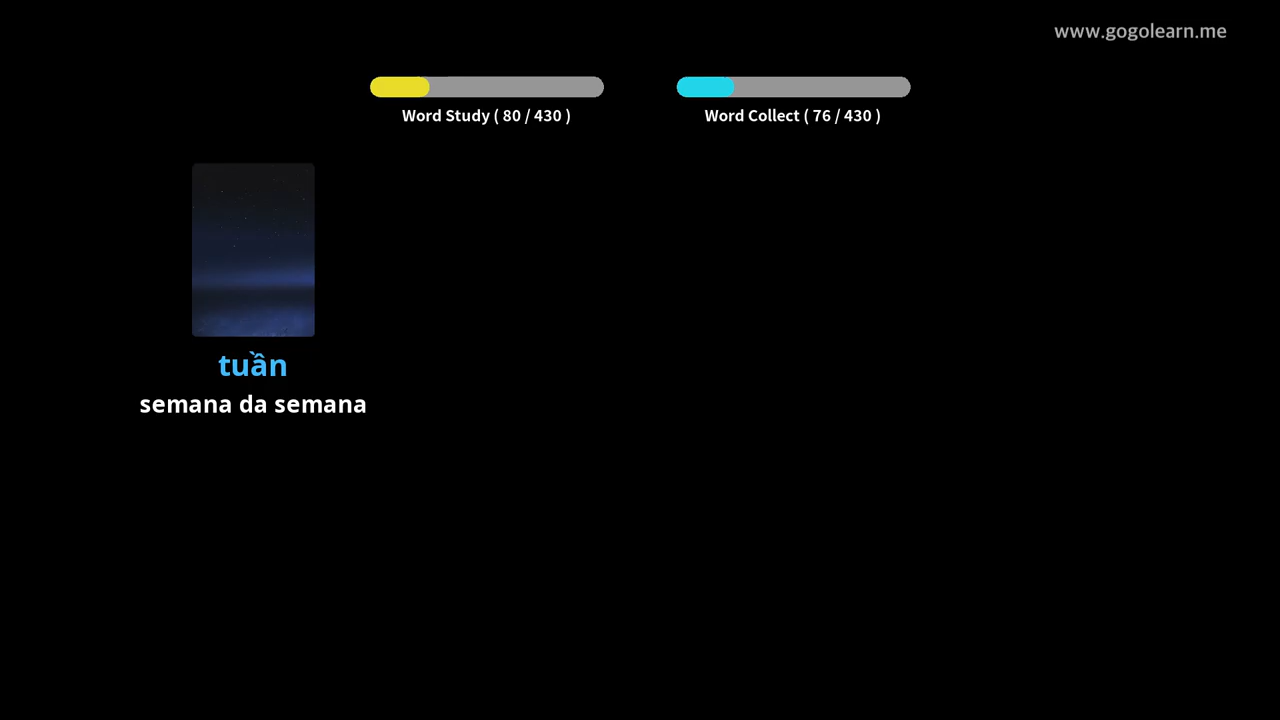 www.gogolearn.me
Word Study ( 80 / 430 )
Word Collect ( 76 / 430 )
tuần
semana da semana